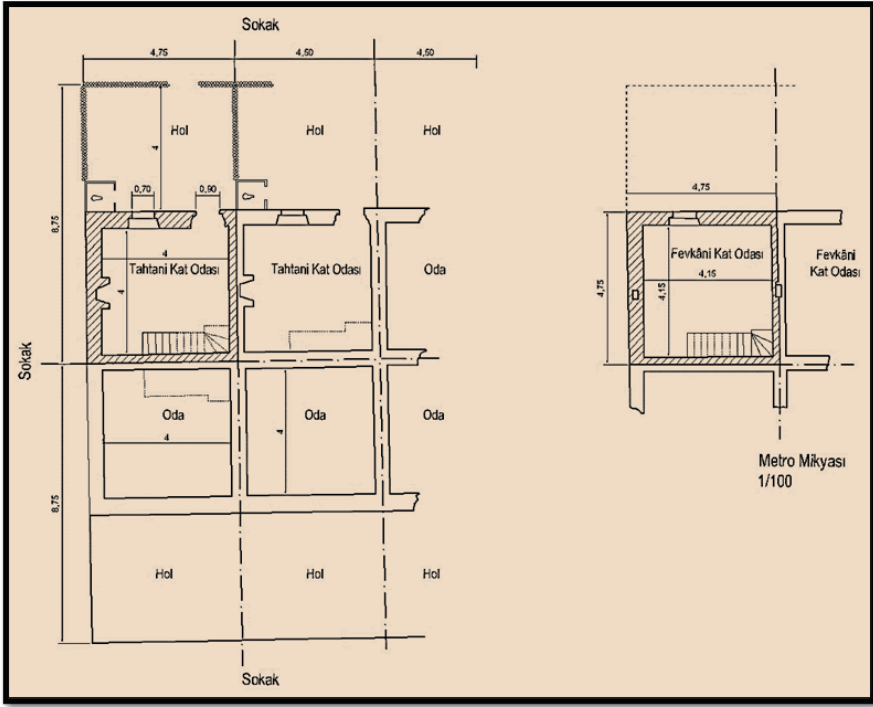 Sokak
4,75
4,50
4,50
Hol
Hol
Hol
4
0,70
0,90
8,75
4
Tahtani Kat Odası
4
Tahtani Kat Odası
Oda
Sokak
Oda
4
Oda
4
Oda
8,75
Hol
Hol
Hol
Sokak
4,75
Fevkâni Kat Odası
4,15
4,15
4,75
Fevkâni
Kat Odası
Metro Mikyası
1/100